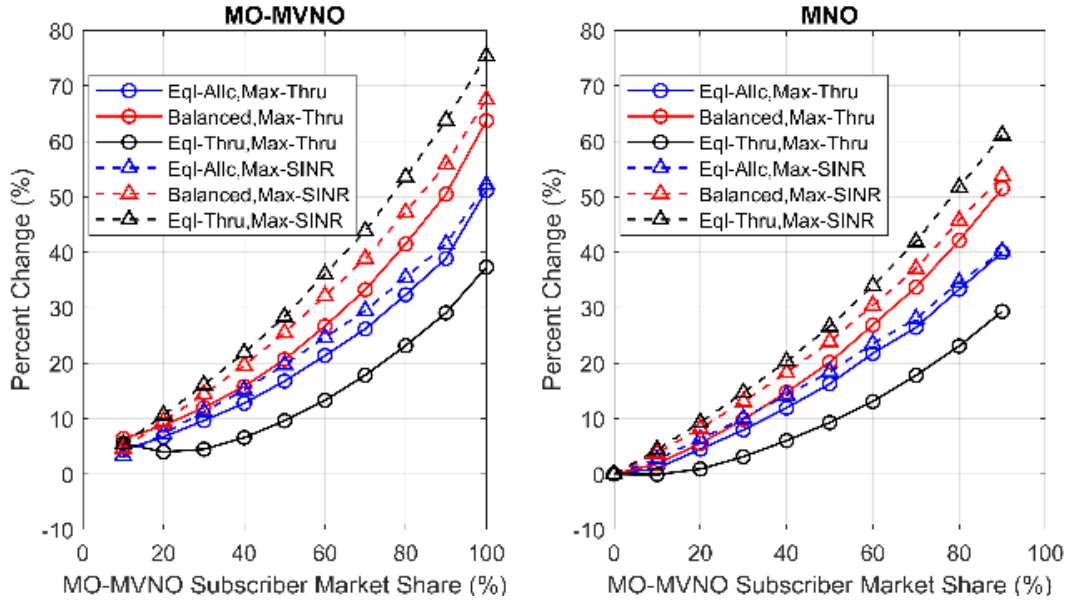 MO-MVNO
80
70
60
50
40
30
20
10
0
-10
Percent Change (%)
Eql-Allc,Max-Thru
Balanced,Max-Thru
Eql-Thru,Max-Thru
Eql-Allc,Max-SINR
Balanced,Max-SINR
Eql-Thru,Max-SINR
0 20 40 60 80 100
MO-MVNO Subscriber Market Share (%)
MNO
80
70
60
50
40
30
20
10
0
-10
Percent Change (%)
Eql-Allc,Max-Thru
Balanced,Max-Thru
Eql-Thru,Max-Thru
Eql-Allc,Max-SINR
Balanced,Max-SINR
Eql-Thru,Max-SINR
0 20 40 60 80 100
MO-MVNO Subscriber Market Share (%)